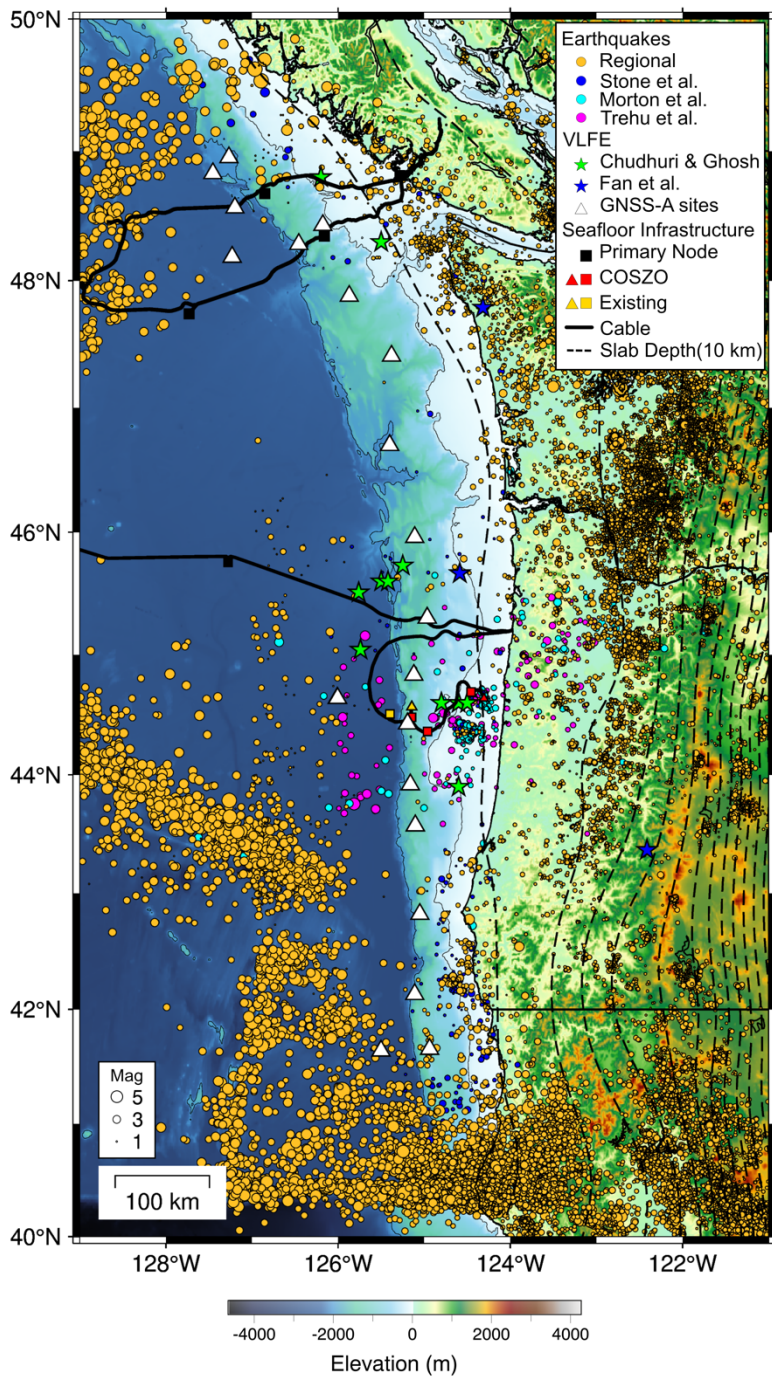 50°N
48°N
46°N
44°N
42°N
40°N
Earthquakes
Regional
Stone et al.
Morton et al.
Trehu et al.
VLFE
Chudhuri & Ghosh
Fan et al.
GNSS-A sites
Seafloor Infrastructure
Primary Node
COSZO
Existing
Cable
Slab Depth(10 km)
Mag
5
3
1
100 km
128°W 126°W 124°W 122°W
-4000 -2000 0 2000 4000
Elevation (m)